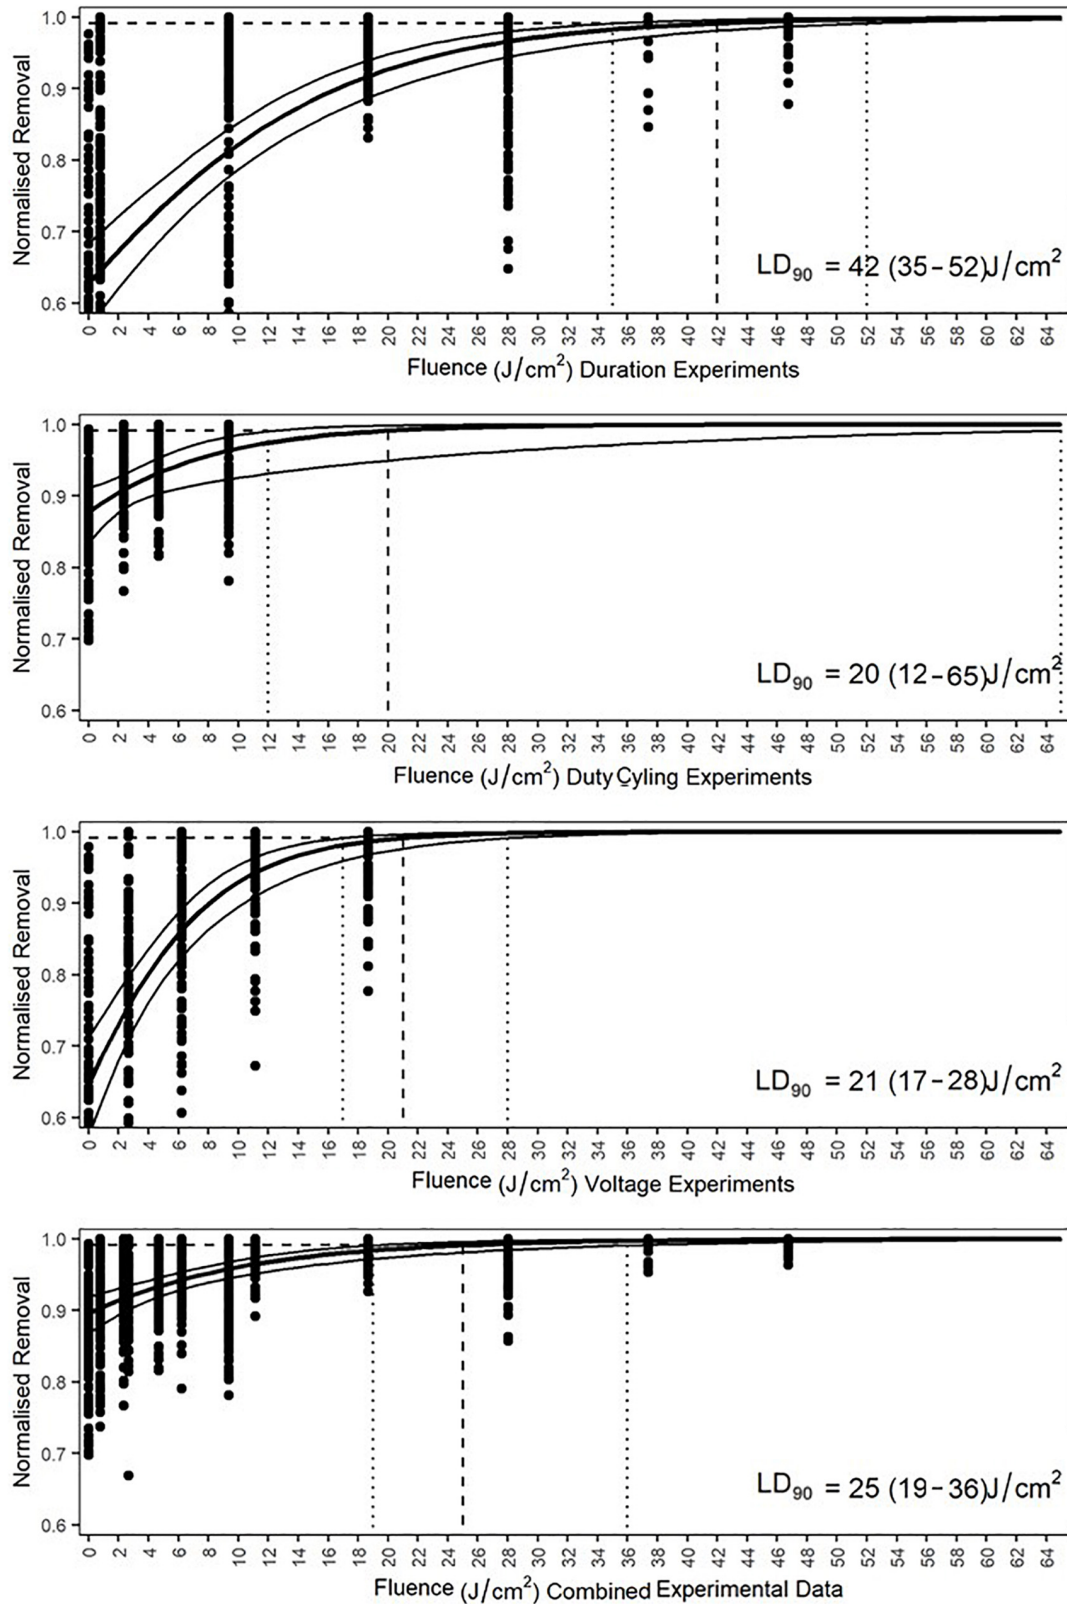 Normalised Removal
1.0
0.9
0.8
0.7
0.6
LD90 = 42 (35-52)J/cm2
0 2 4 6 8 10 12 14 16 18 20 22 24 26 28 30 32 34 36 38 40 42 44 46 48 50 52 54 56 58 60 62 64
Fluence (J/cm2) Duration Experiments
Normalised Removal
1.0
0.9
0.8
0.7
0.6
LD90 = 20 (12-65)J/cm2
0 2 4 6 8 10 12 14 16 18 20 22 24 26 28 30 32 34 36 38 40 42 44 46 48 50 52 54 56 58 60 62 64
Fluence (J/cm2) Duty Cyling Experiments
Normalised Removal
1.0
0.9
0.8
0.7
0.6
LD90 = 21 (17-28)J/cm2
0 2 4 6 8 10 12 14 16 18 20 22 24 26 28 30 32 34 36 38 40 42 44 46 48 50 52 54 56 58 60 62 64
Fluence (J/cm2) Voltage Experiments
Normalised Removal
1.0
0.9
0.8
0.7
0.6
LD90 = 25 (19-36)J/cm2
0 2 4 6 8 10 12 14 16 18 20 22 24 26 28 30 32 34 36 38 40 42 44 46 48 50 52 54 56 58 60 62 64
Fluence (J/cm2) Combined Experimental Data